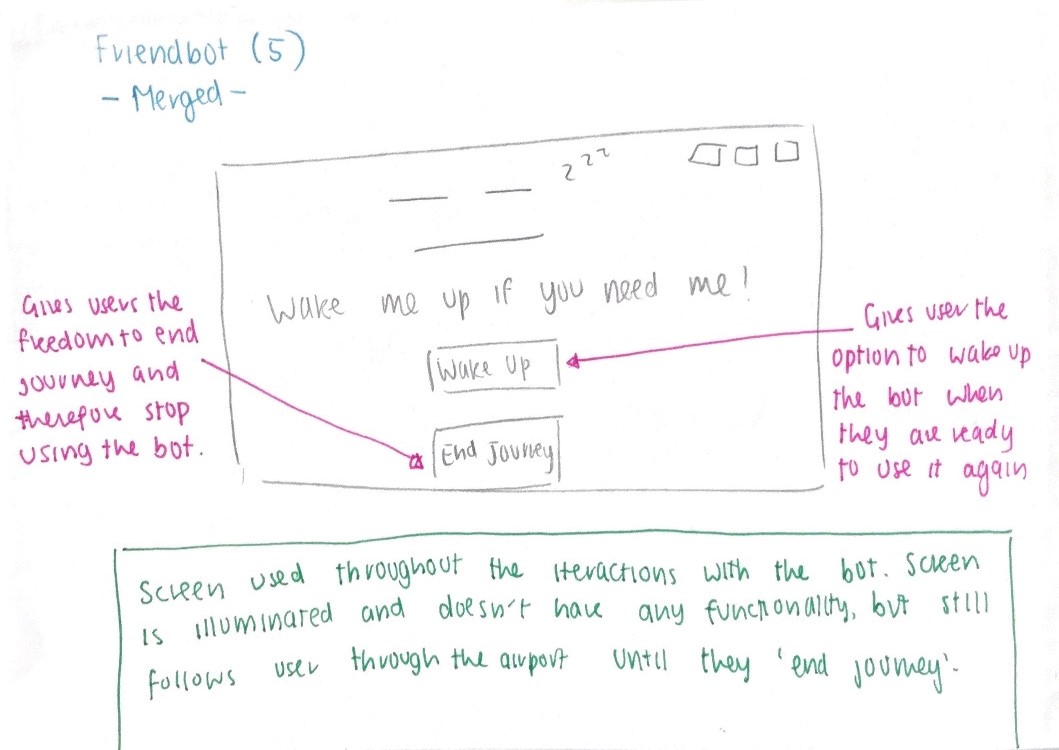 Friendbot (5)
- Merged -
z z z
Wake me up if you need me!
Gives users the
freedom to end
journey and
therefore stop
using the bot.
Wake Up
End Journey
Gives user the
option to wake up
the bot when
they are ready
to use it again
Screen used throughout the iteractions with the bot. Screen
is illuminared and doesn't have any functionality, but still
follows user through the airport until they 'end journey'.